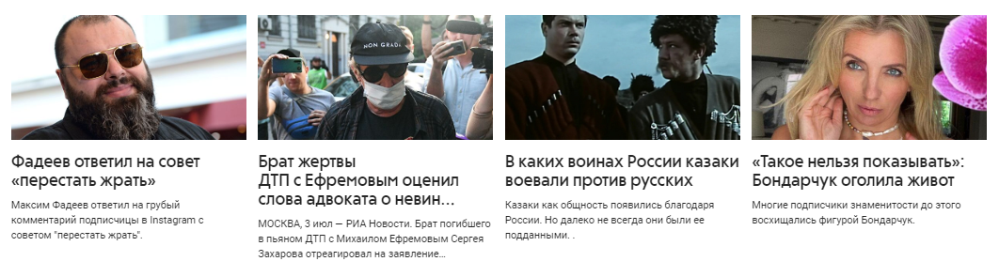 NON GRADA
Фадеев ответил на совет
«перестать жрать»
Максим Фадеев ответил на грубый
комментарий подписчицы в Instagram с
советом "перестать жрать".
Брат жертвы
ДТП с Ефремовым оценил
слова адвоката о невин...
МОСКВА, 3 июл — РИА Новости. Брат погибшего
в пьяном ДТП с Михаилом Ефремовым Сергея
Захарова отреагировал на заявление...
В каких воинах России казаки
воевали против русских
Казаки как общность появились благодаря
России. Но далеко не всегда они были ее
подданными. .
«Такое нельзя показывать»:
Бондарчук оголила живот
Многие подписчики знаменитости до этого
восхищались фигурой Бондарчук.